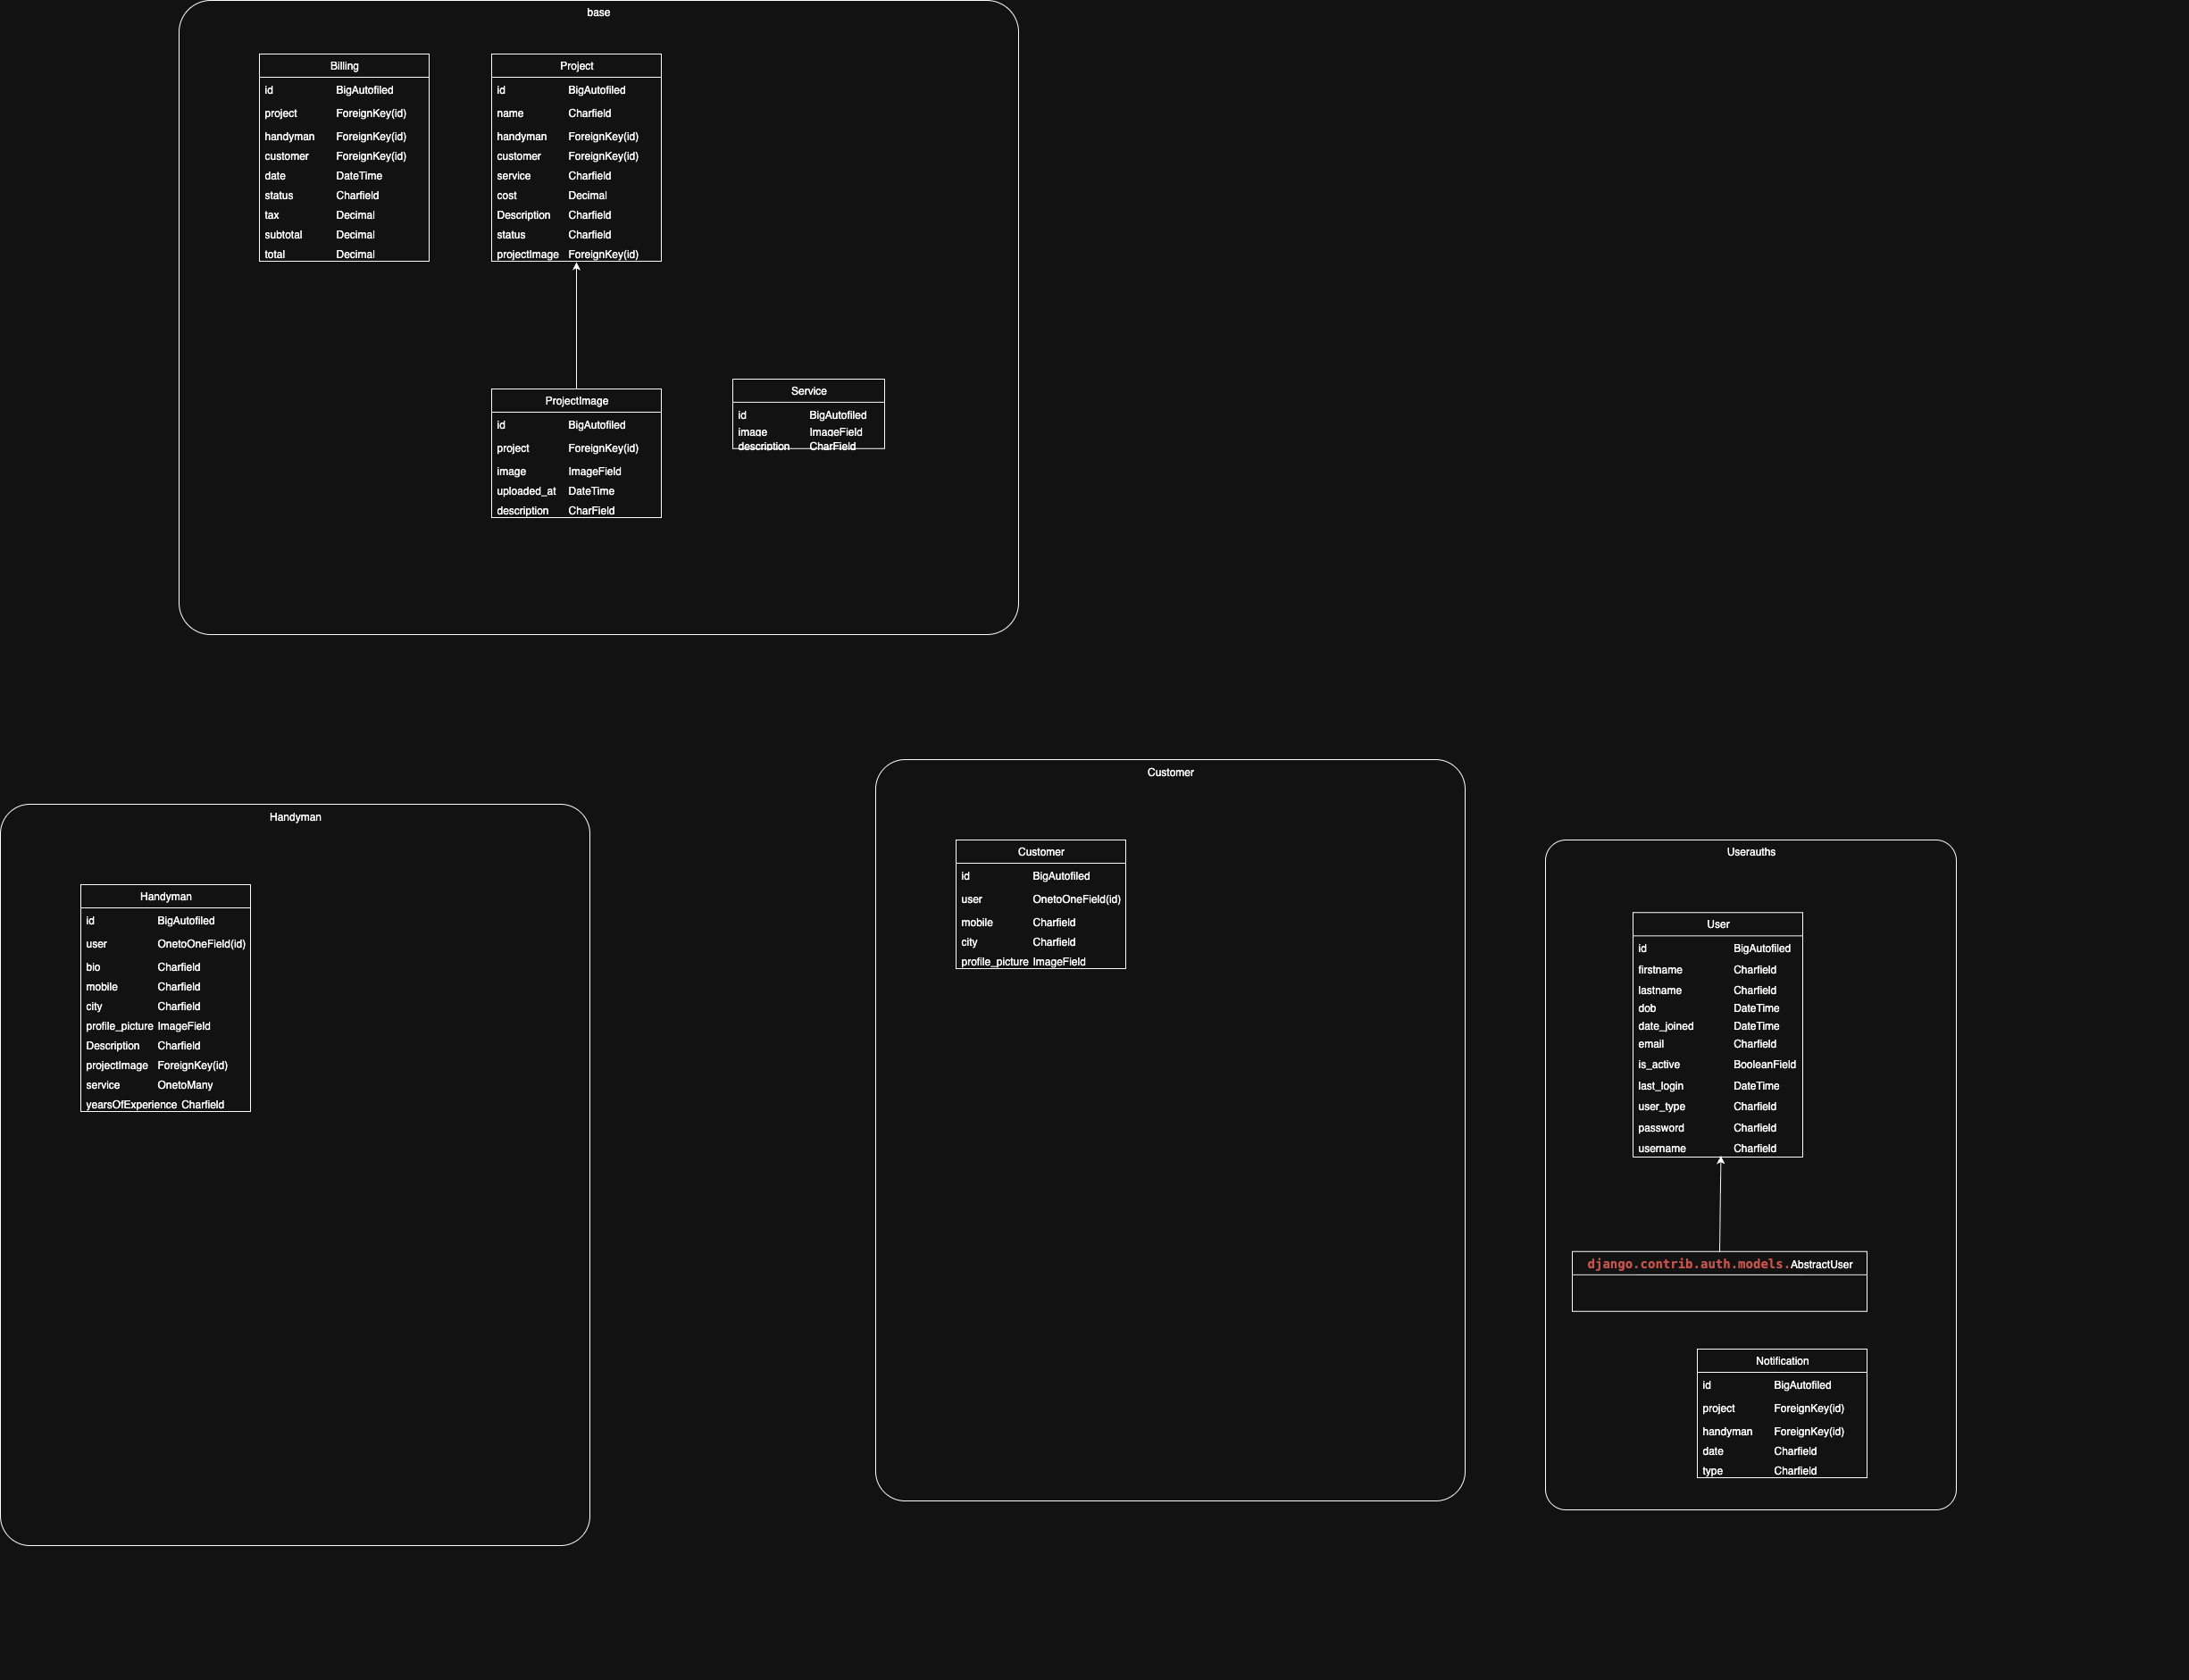 base
Billing
id BigAutofiled
project ForeignKey(id)
handyman ForeignKey(id)
customer ForeignKey(id)
date DateTime
status Charfield
tax Decimal
subtotal Decimal
total Decimal
Project
id BigAutofiled
name Charfield
handyman ForeignKey(id)
customer ForeignKey(id)
service Charfield
cost Decimal
Description Charfield
status Charfield
projectImage ForeignKey(id)
ProjectImage
id BigAutofiled
project ForeignKey(id)
image ImageField
uploaded_at DateTime
description CharField
Service
id BigAutofiled
image ImageField
description CharField
Handyman
Handyman
id BigAutofiled
user OnetoOneField(id)
bio Charfield
mobile Charfield
city Charfield
profile_picture ImageField
Description Charfield
projectImage ForeignKey(id)
service OnetoMany
yearsOfExperience Charfield
Customer
Customer
id BigAutofiled
user OnetoOneField(id)
mobile Charfield
city Charfield
profile_picture ImageField
Userauths
User
id BigAutofiled
firstname Charfield
lastname Charfield
dob DateTime
date_joined DateTime
email Charfield
is_active BooleanField
last_login DateTime
user_type Charfield
password Charfield
username Charfield
django.contrib.auth.models.AbstractUser
Notification
id BigAutofiled
project ForeignKey(id)
handyman ForeignKey(id)
date Charfield
type Charfield